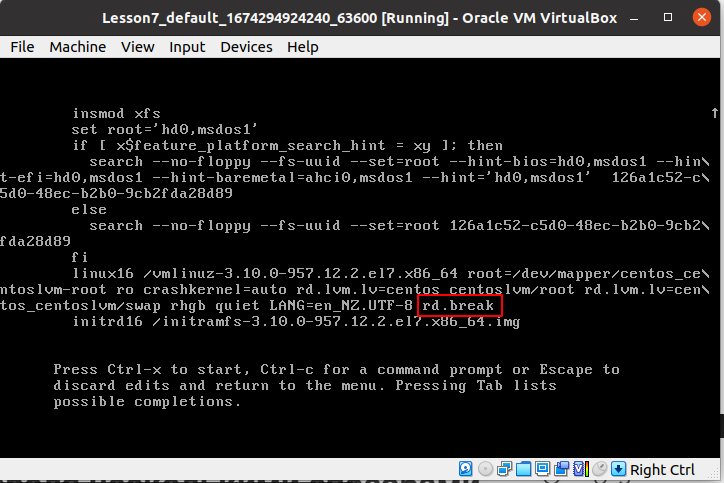 Lesson7_default_1674294924240_63600 [Running] - Oracle VM VirtualBox
File Machine View Input Devices Help
insmod xfs
set root='hd0,msdos1'
if [ x$feature_platform_search_hint = xy ]; then
search --no-floppy --fs-uuid --set=root --hint-bios=hd0,msdos1 --hin\
t-efi=hd0,msdos1 --hint-baremetal=ahci0,msdos1 --hint='hd0,msdos1' 126a1c52-c\
5d0-48ec-b2b0-9cb2fda28d89
else
search --no-floppy --fs-uuid --set=root 126a1c52-c5d0-48ec-b2b0-9cb2\
fda28d89
fi
linux16 /vmlinuz-3.10.0-957.12.2.el7.x86_64 root=/dev/mapper/centos_ce\
ntoslvm-root ro crashkernel=auto rd.lvm.lv=centos_centoslvm/root rd.lvm.lv=cen\
tos_centoslvm/swap rhgb quiet LANG=en_NZ.UTF-8 rd.break
initrd16 /initramfs-3.10.0-957.12.2.el7.x86_64.img
Press Ctrl-x to start, Ctrl-c for a command prompt or Escape to
discard edits and return to the menu. Pressing Tab lists
possible completions.
Right Ctrl